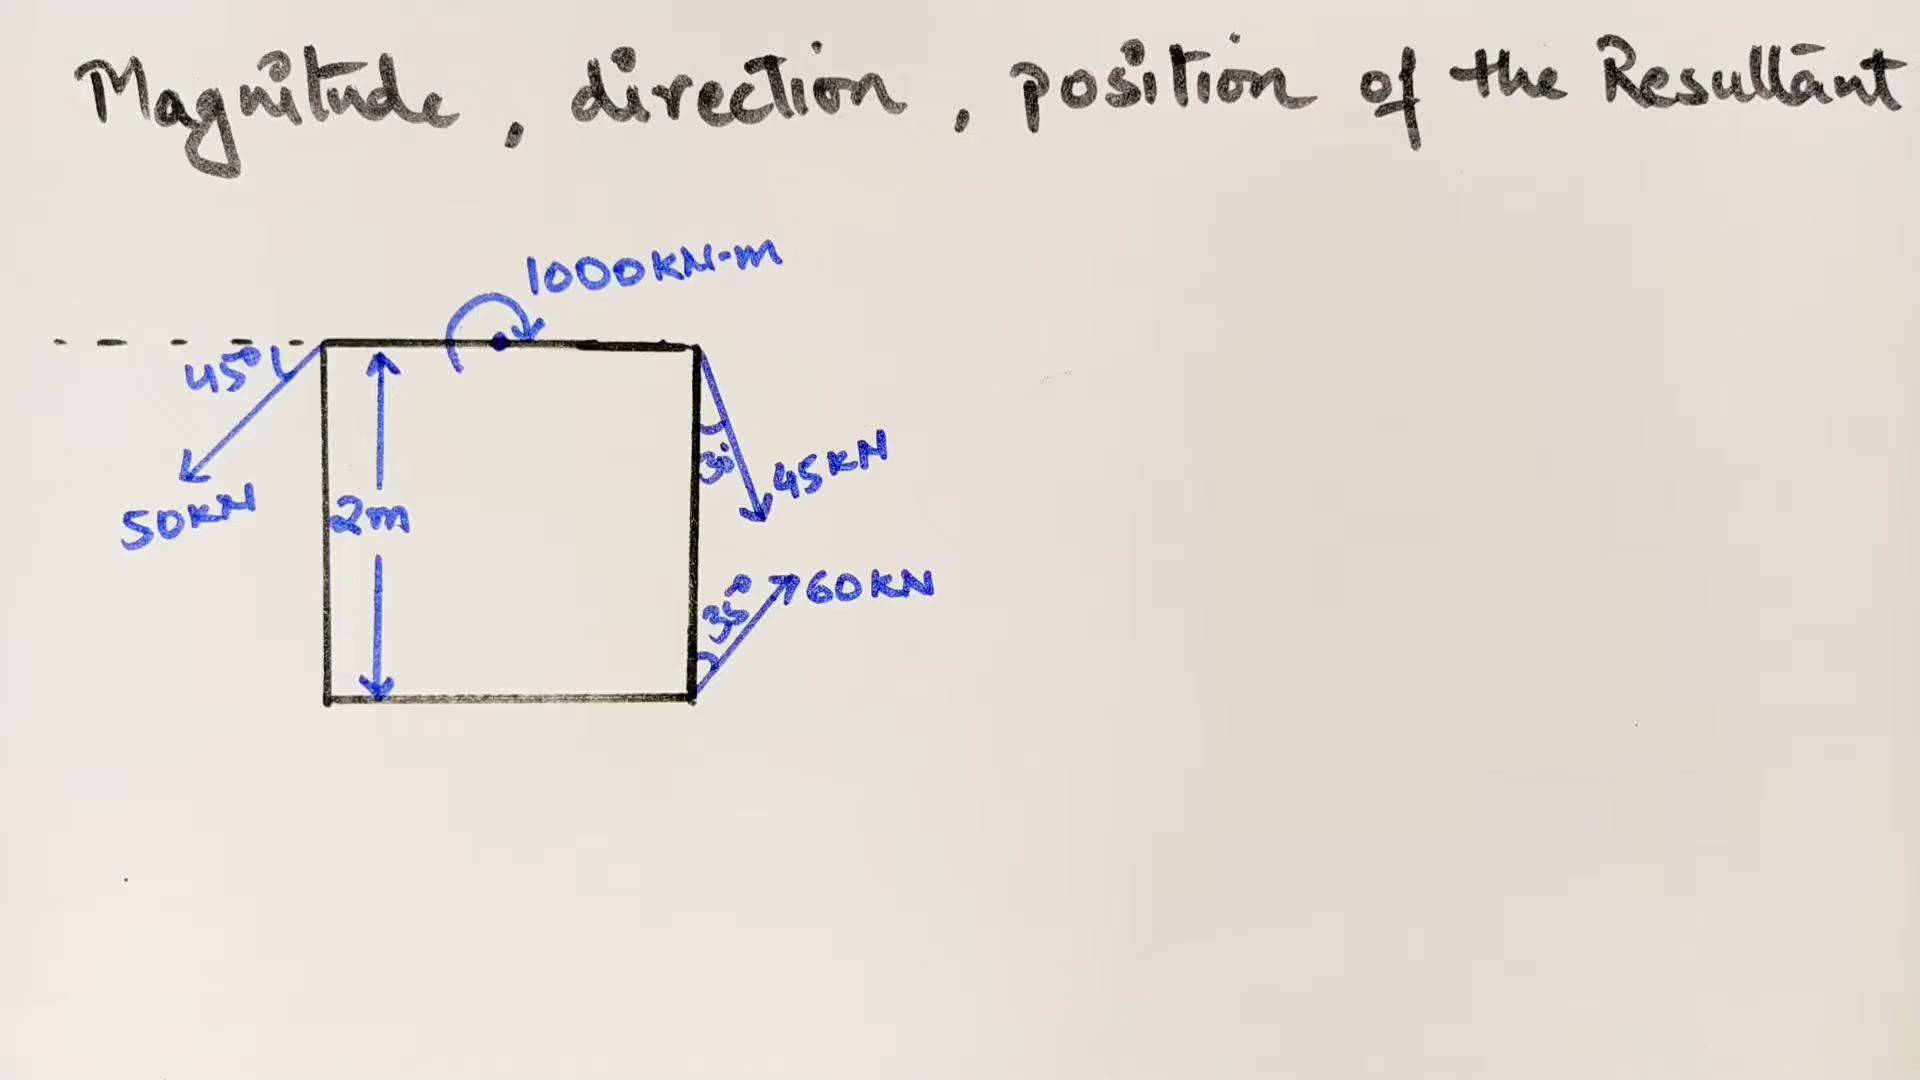 Magnitude, direction, position of the Resultant
1000KN-m
45°
50KN
2m
30°
45KN
35°
60KN